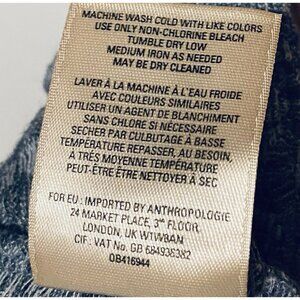 MACHINE WASH COLD WITH LIKE COLORS
USE ONLY NON-CHLORINE BLEACH
TUMBLE DRY LOW
MEDIUM IRON AS NEEDED
MAY BE DRY CLEANED
LAVER À LA MACHINE À L'EAU FROIDE
AVEC COULEURS SIMILAIRES
UTILISER UN AGENT DE BLANCHIMENT
SANS CHLORE SI NÉCESSAIRE
SECHER PAR CULBUTAGE À BASSE
TEMPÉRATURE REPASSER, AU BESOIN,
À TRÈS MOYENNE TEMPÉRATURE
PEUT-ÊTRE ÊTRE NETTOYER À SEC
FOR EU : IMPORTED BY ANTHROPOLOGIE
24 MARKET PLACE, 3RD FLOOR
LONDON, UK W1W8AN
CIF: VAT No. GB 684936382
OB416944